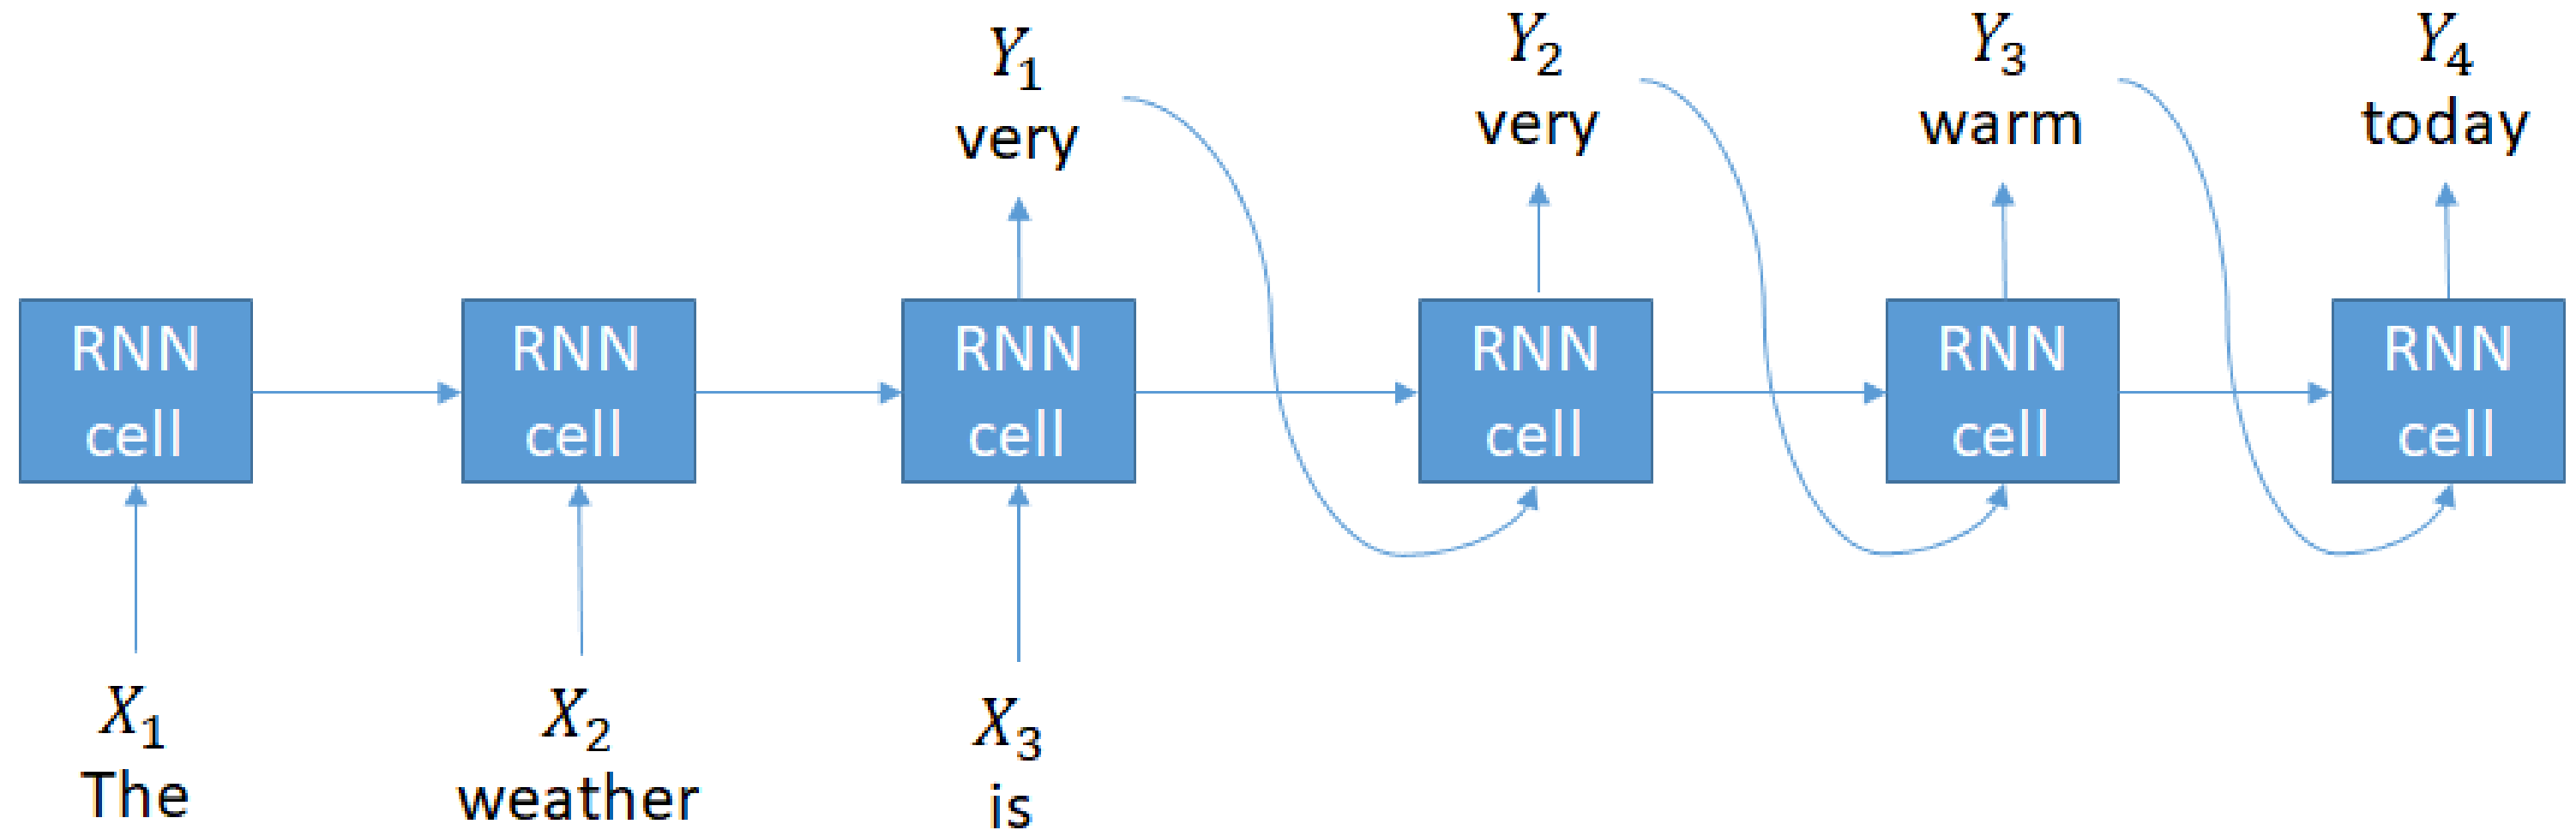 Y₁
very
Y₂
very
Y₃
warm
Y₄
today
RNN
cell
RNN
cell
RNN
cell
RNN
cell
RNN
cell
RNN
cell
X₁
The
X₂
weather
X₃
is